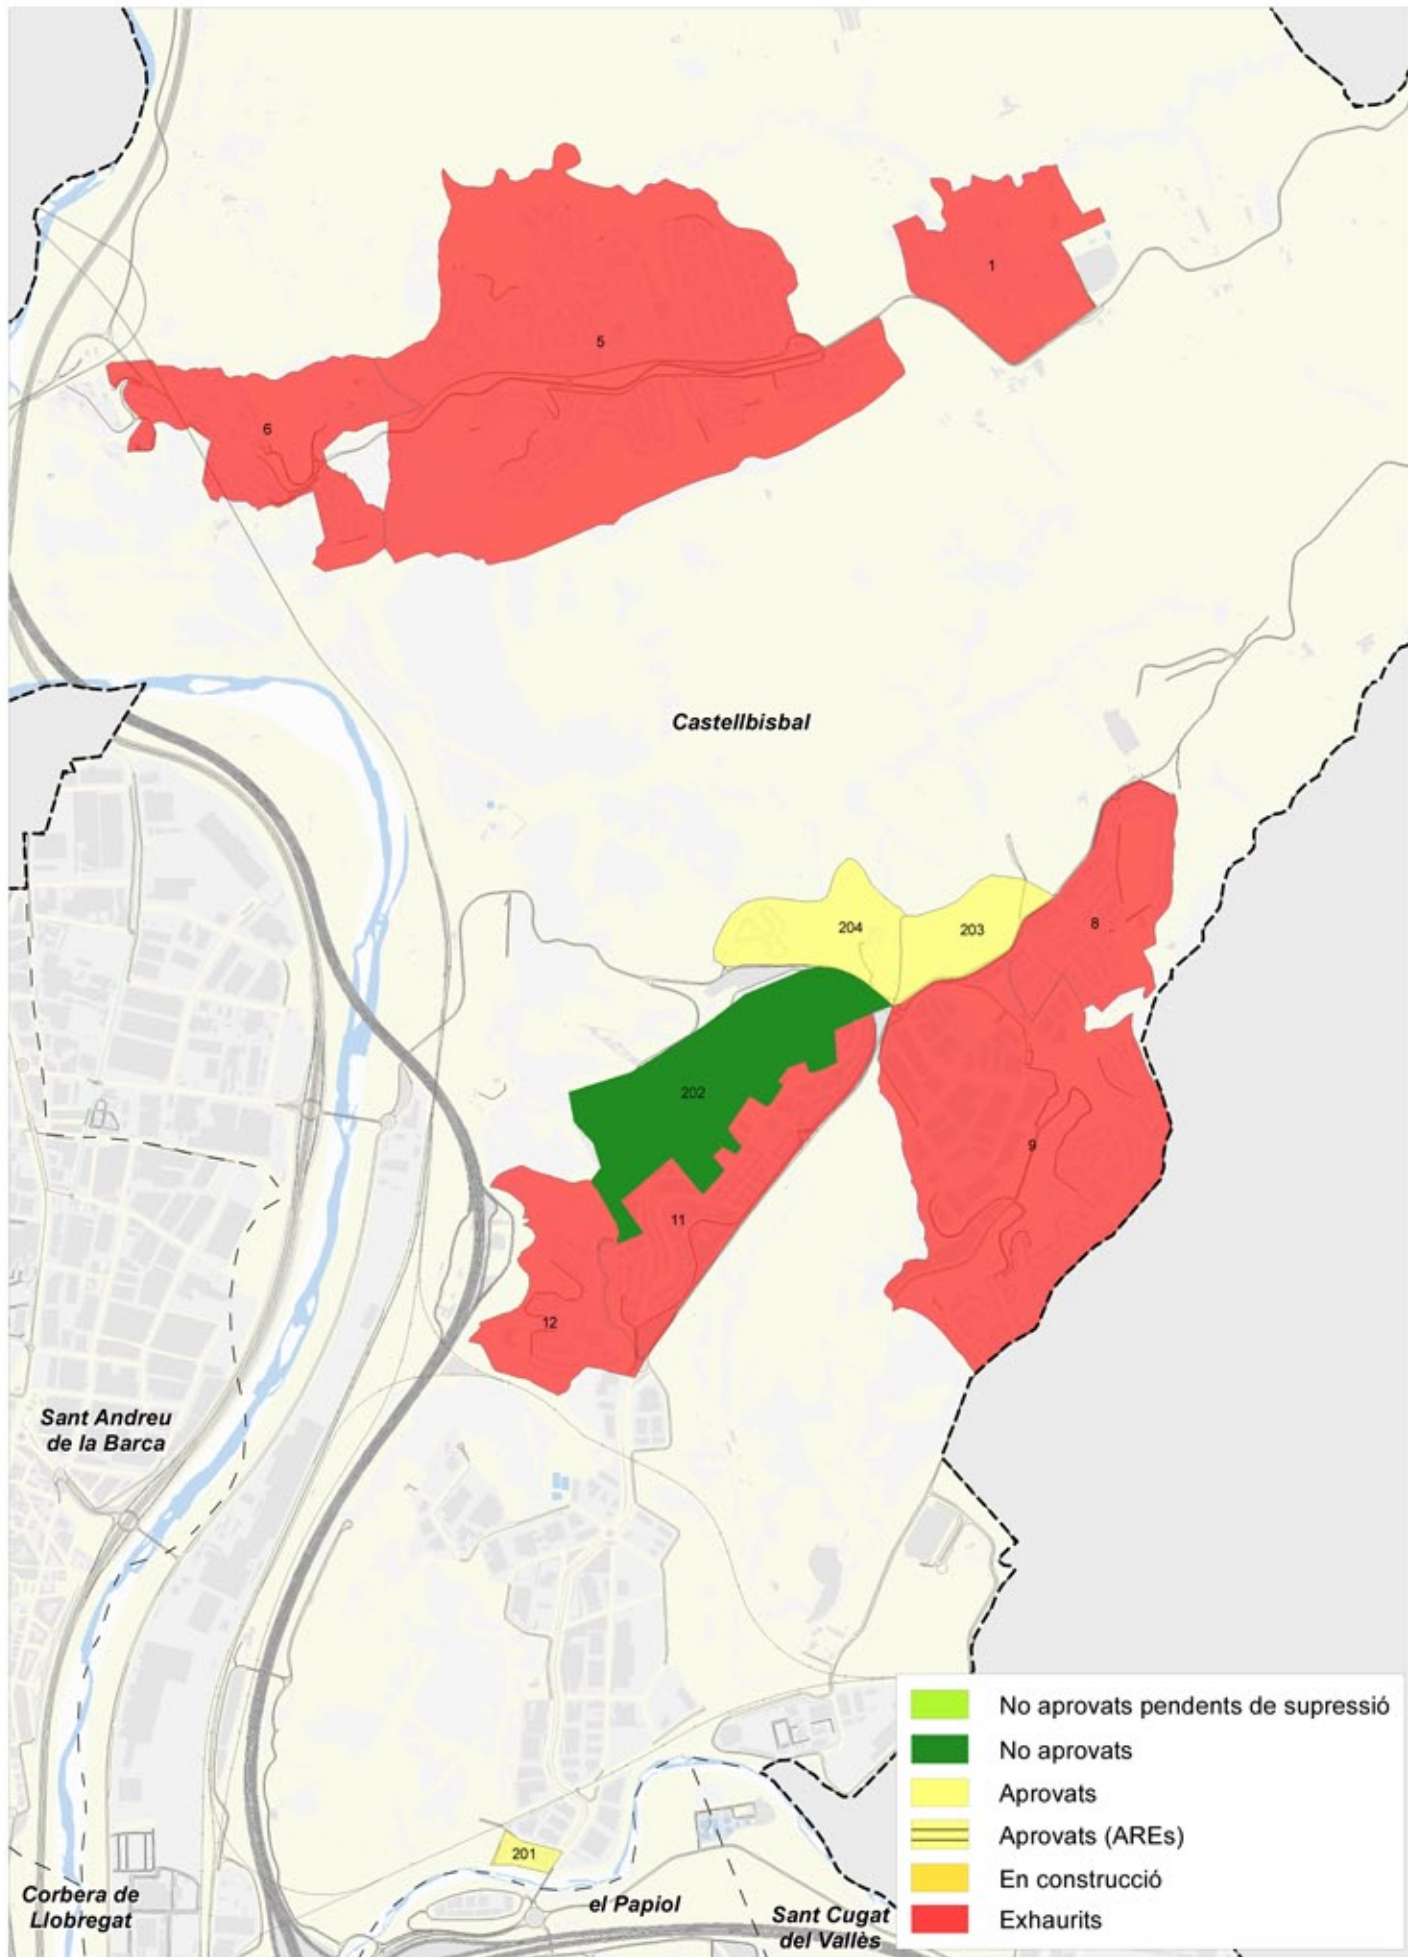 1
5
6
Castellbisbal
8
204
203
202
9
11
12
Sant Andreu
de la Barca
201
Corbera de
Llobregat
el Papiol
Sant Cugat
del Vallès
No aprovats pendents de supressió
No aprovats
Aprovats
Aprovats (AREs)
En construcció
Exhaurits